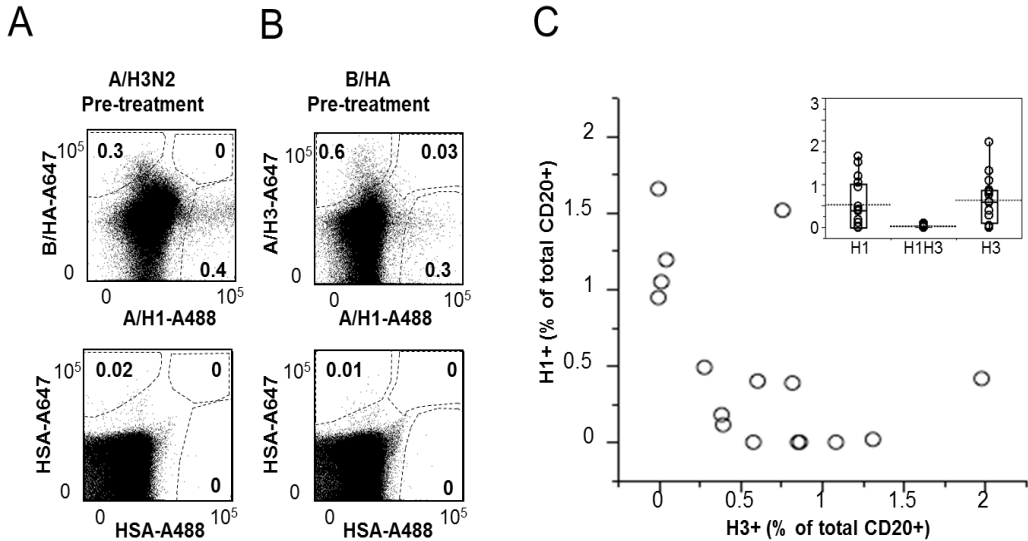 A
B
C
A/H3N2
Pre-treatment
B/HA
Pre-treatment
10⁵
0.3
0
0.4
0
B/HA-A647
0
10⁵
A/H1-A488
10⁵
0.6
0.03
0.3
0
A/H3-A647
0
10⁵
A/H1-A488
10⁵
0.02
0
0
0
HSA-A647
0
10⁵
HSA-A488
10⁵
0.01
0
0
0
HSA-A647
0
10⁵
HSA-A488
2
1.5
1
0.5
0
H1+ (% of total CD20+)
0
0.5
1
1.5
2
H3+ (% of total CD20+)
3
2
1
0
H1
H1H3
H3